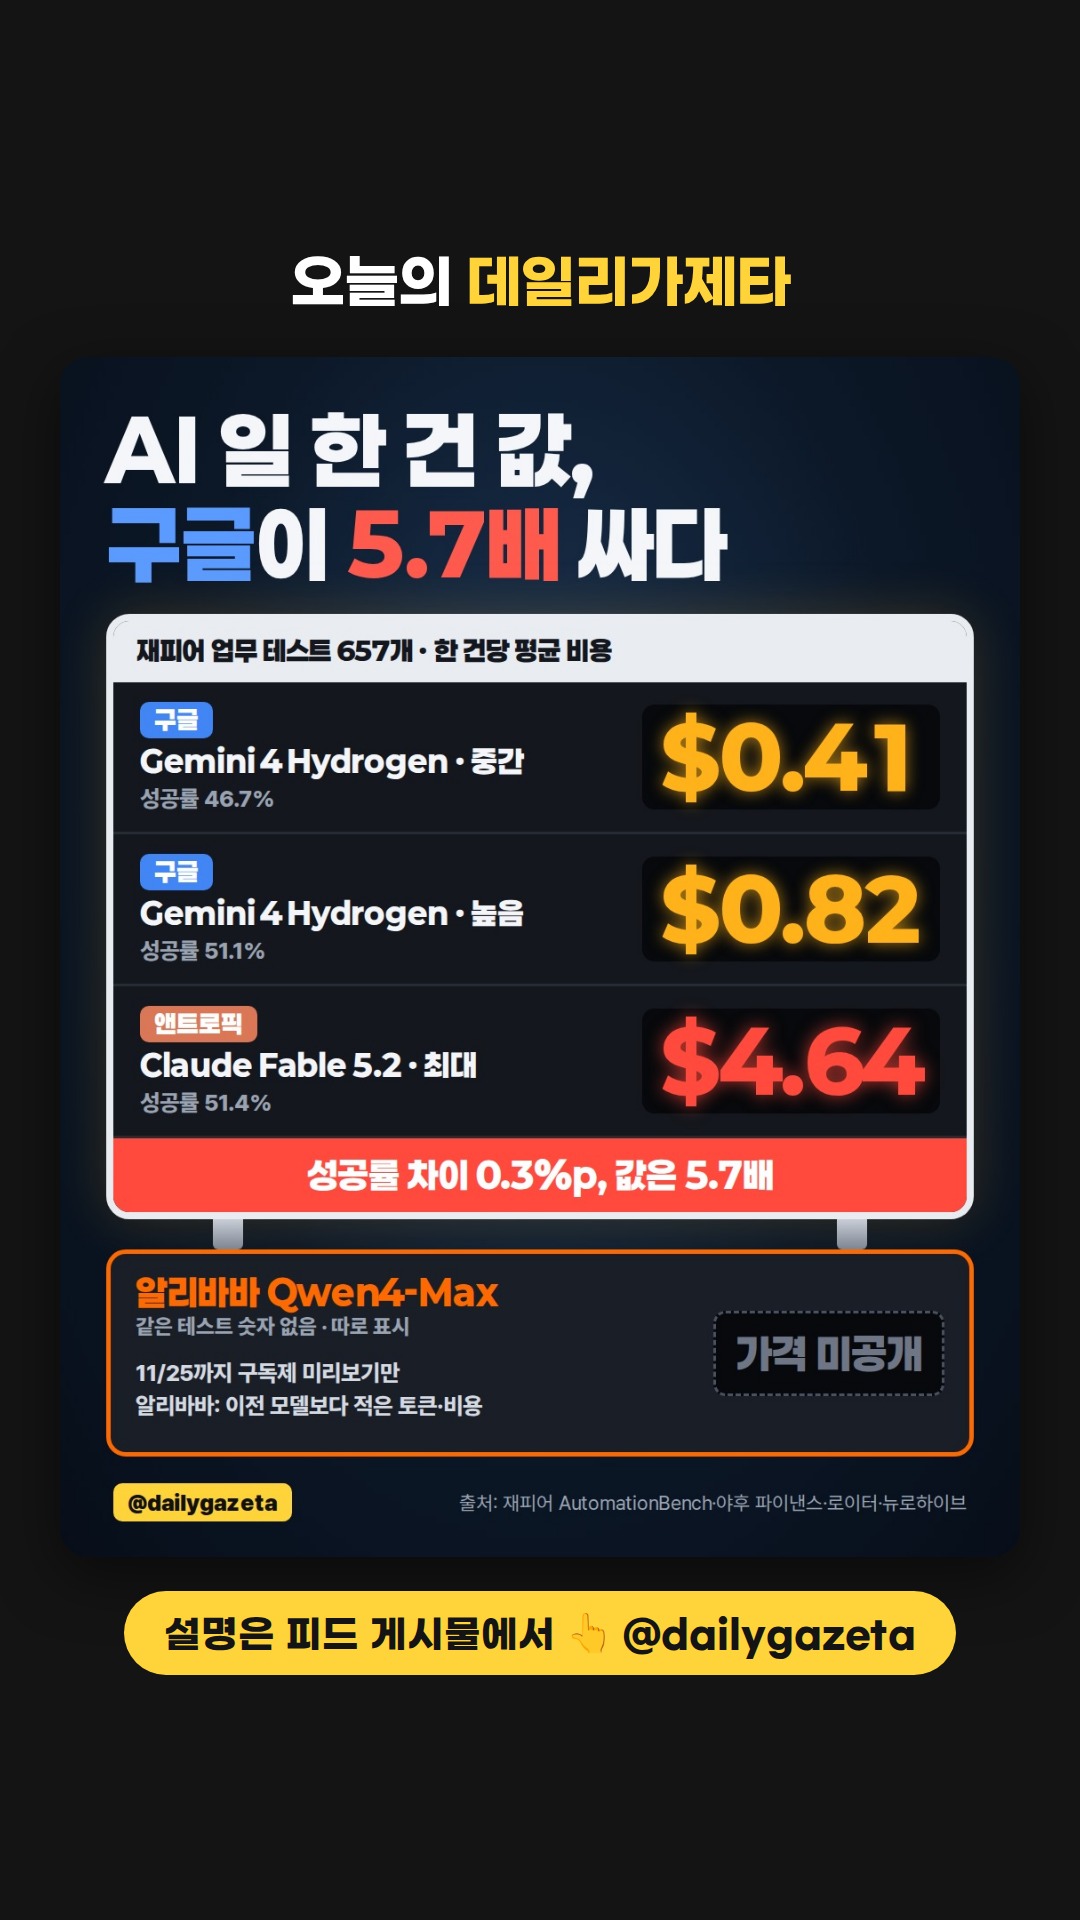 오늘의 데일리가제타
AI 일 한 건 값,
구글이 5.7배 싸다
재피어 업무 테스트 657개 · 한 건당 평균 비용
구글
Gemini 4 Hydrogen · 중간
성공률 46.7%
$0.41
구글
Gemini 4 Hydrogen · 높음
성공률 51.1%
$0.82
앤트로픽
Claude Fable 5.2 · 최대
성공률 51.4%
$4.64
성공률 차이 0.3%p, 값은 5.7배
알리바바 Qwen4-Max
같은 테스트 숫자 없음 · 따로 표시
11/25까지 구독제 미리보기만
알리바바: 이전 모델보다 적은 토큰·비용
가격 미공개
@dailygazeta
출처: 재피어 AutomationBench·야후 파이낸스·로이터·뉴로하이브
설명은 피드 게시물에서 👆 @dailygazeta